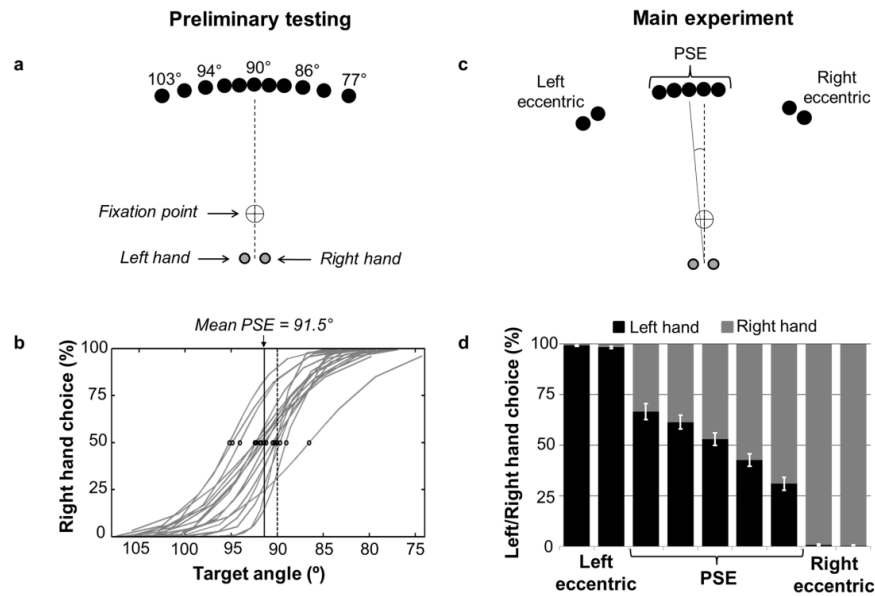 Preliminary testing
Main experiment
a
103° 94° 90° 86° 77°
Fixation point
Left hand
Right hand
c
PSE
Left
eccentric
Right
eccentric
b
Mean PSE = 91.5°
Right hand choice (%)
100
75
50
25
0
105 100 95 90 85 80 75
Target angle (º)
d
Left hand Right hand
Left/Right hand choice (%)
100
75
50
25
0
Left
eccentric
PSE
Right
eccentric